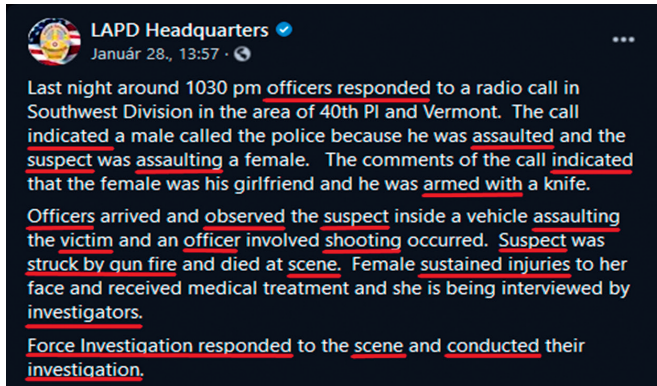 LAPD Headquarters
Január 28., 13:57 ·
Last night around 1030 pm officers responded to a radio call in
Southwest Division in the area of 40th Pl and Vermont. The call
indicated a male called the police because he was assaulted and the
suspect was assaulting a female. The comments of the call indicated
that the female was his girlfriend and he was armed with a knife.
Officers arrived and observed the suspect inside a vehicle assaulting
the victim and an officer involved shooting occurred. Suspect was
struck by gun fire and died at scene. Female sustained injuries to her
face and received medical treatment and she is being interviewed by
investigators.
Force Investigation responded to the scene and conducted their
investigation.